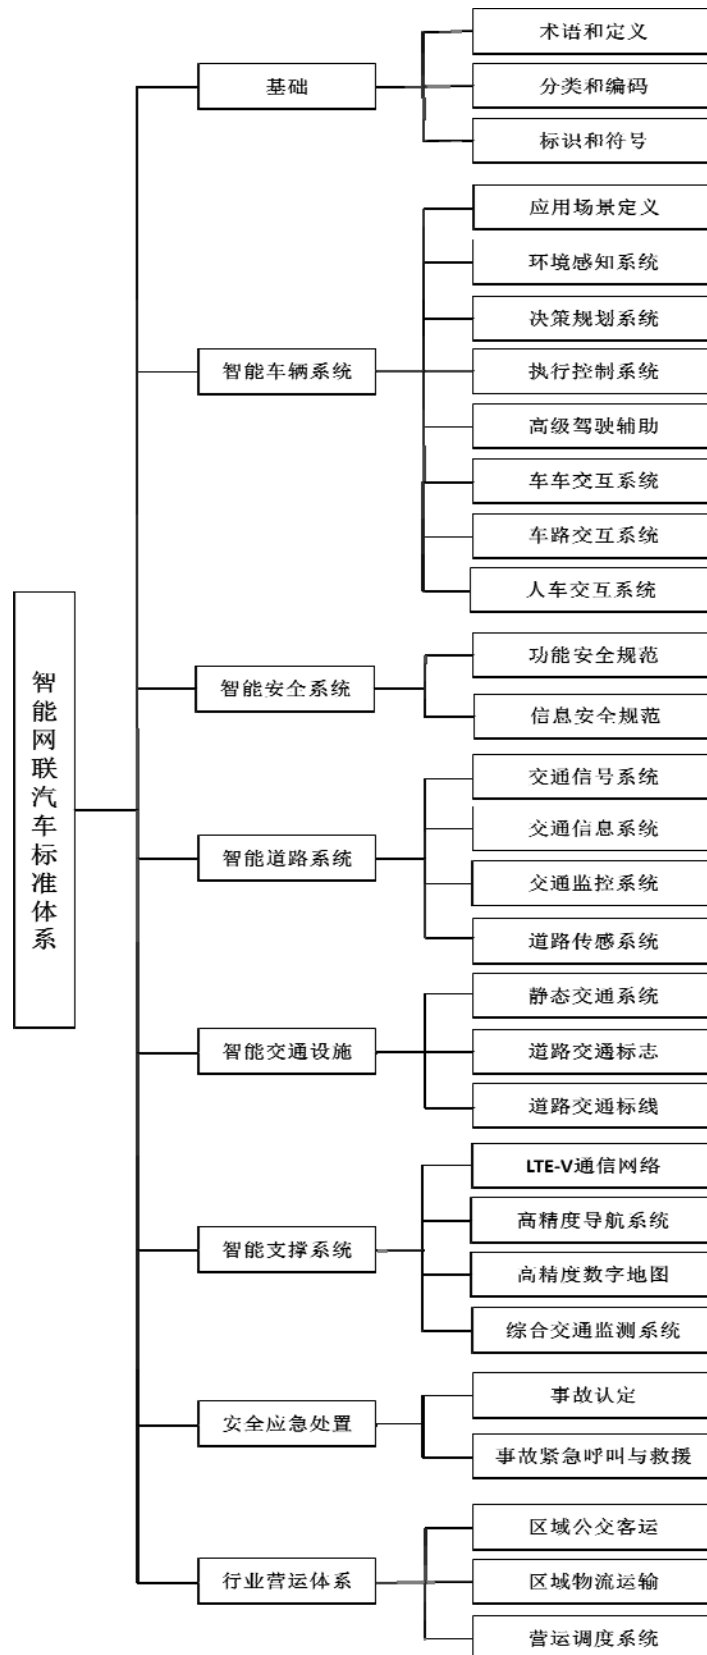 智能网联汽车标准体系
基础
术语和定义
分类和编码
标识和符号
智能车辆系统
应用场景定义
环境感知系统
决策规划系统
执行控制系统
高级驾驶辅助
车车交互系统
车路交互系统
人车交互系统
智能安全系统
功能安全规范
信息安全规范
智能道路系统
交通信号系统
交通信息系统
交通监控系统
道路传感系统
智能交通设施
静态交通系统
道路交通标志
道路交通标线
智能支撑系统
LTE-V通信网络
高精度导航系统
高精度数字地图
综合交通监测系统
安全应急处置
事故认定
事故紧急呼叫与救援
行业营运体系
区域公交客运
区域物流运输
营运调度系统